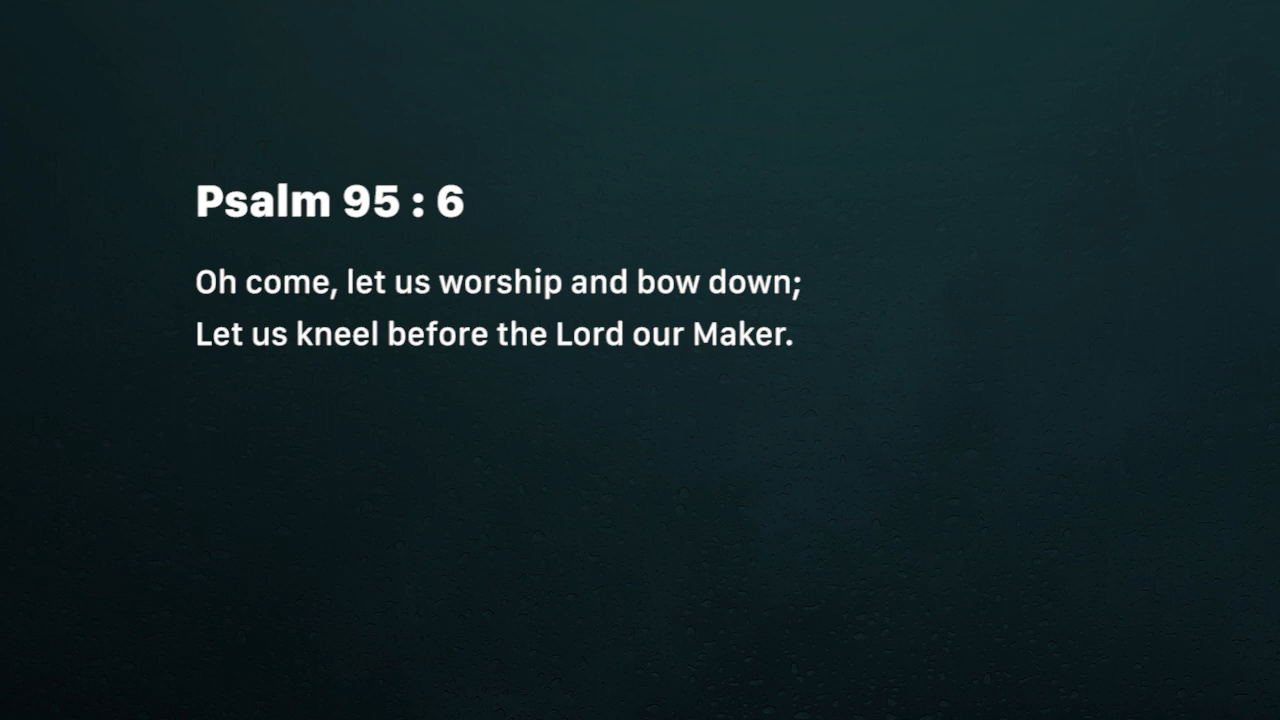 Psalm 95 : 6
Oh come, let us worship and bow down;
Let us kneel before the Lord our Maker.